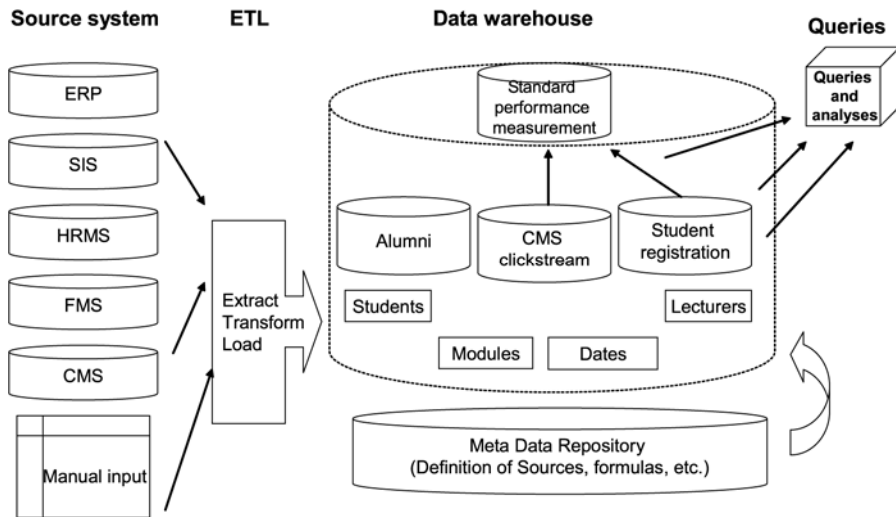 Source system
ETL
Data warehouse
Queries
ERP
SIS
HRMS
FMS
CMS
Manual input
Extract
Transform
Load
Standard
performance
measurement
Alumni
CMS
clickstream
Student
registration
Students
Lecturers
Modules
Dates
Meta Data Repository
(Definition of Sources, formulas, etc.)
Queries
and
analyses